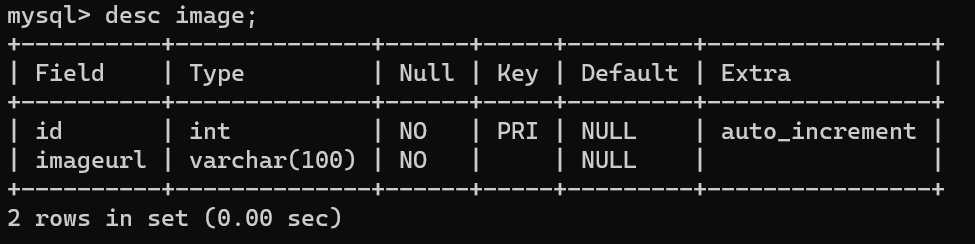 mysql> desc image;
+----------+--------------+------+-----+---------+----------------+
| Field    | Type         | Null | Key | Default | Extra          |
+----------+--------------+------+-----+---------+----------------+
| id       | int          | NO   | PRI | NULL    | auto_increment |
| imageurl | varchar(100) | NO   |     | NULL    |                |
+----------+--------------+------+-----+---------+----------------+
2 rows in set (0.00 sec)